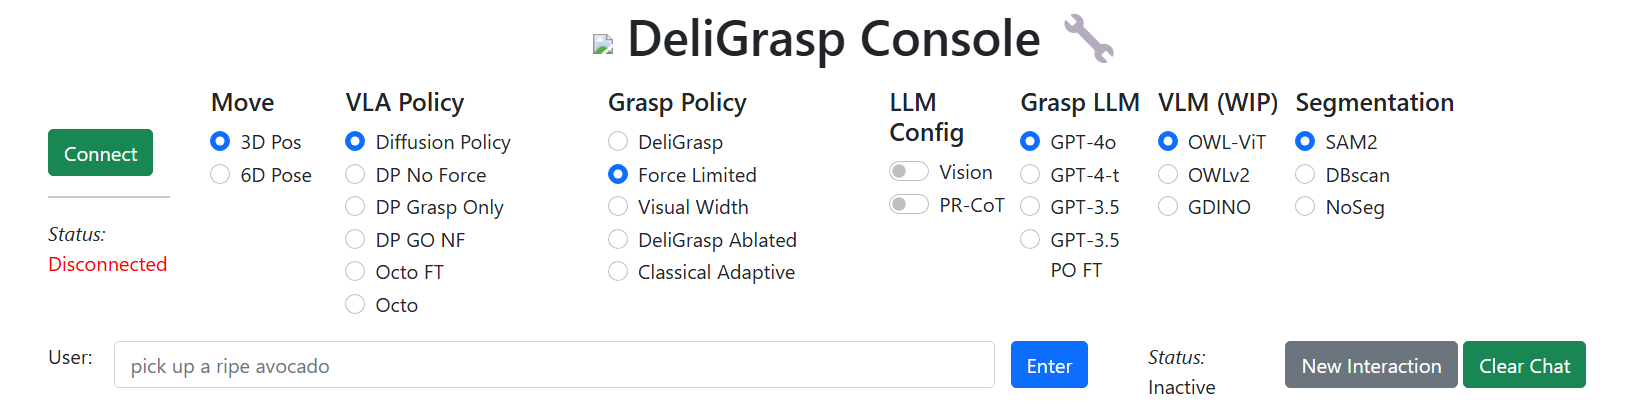 DeliGrasp Console
Connect
Status:
Disconnected
Move
3D Pos
6D Pose
VLA Policy
Diffusion Policy
DP No Force
DP Grasp Only
DP GO NF
Octo FT
Octo
Grasp Policy
DeliGrasp
Force Limited
Visual Width
DeliGrasp Ablated
Classical Adaptive
LLM
Config
Vision
PR-CoT
Grasp LLM
GPT-4o
GPT-4-t
GPT-3.5
GPT-3.5
PO FT
VLM (WIP)
OWL-ViT
OWLv2
GDINO
Segmentation
SAM2
DBscan
NoSeg
User:
pick up a ripe avocado
Enter
Status:
Inactive
New Interaction
Clear Chat